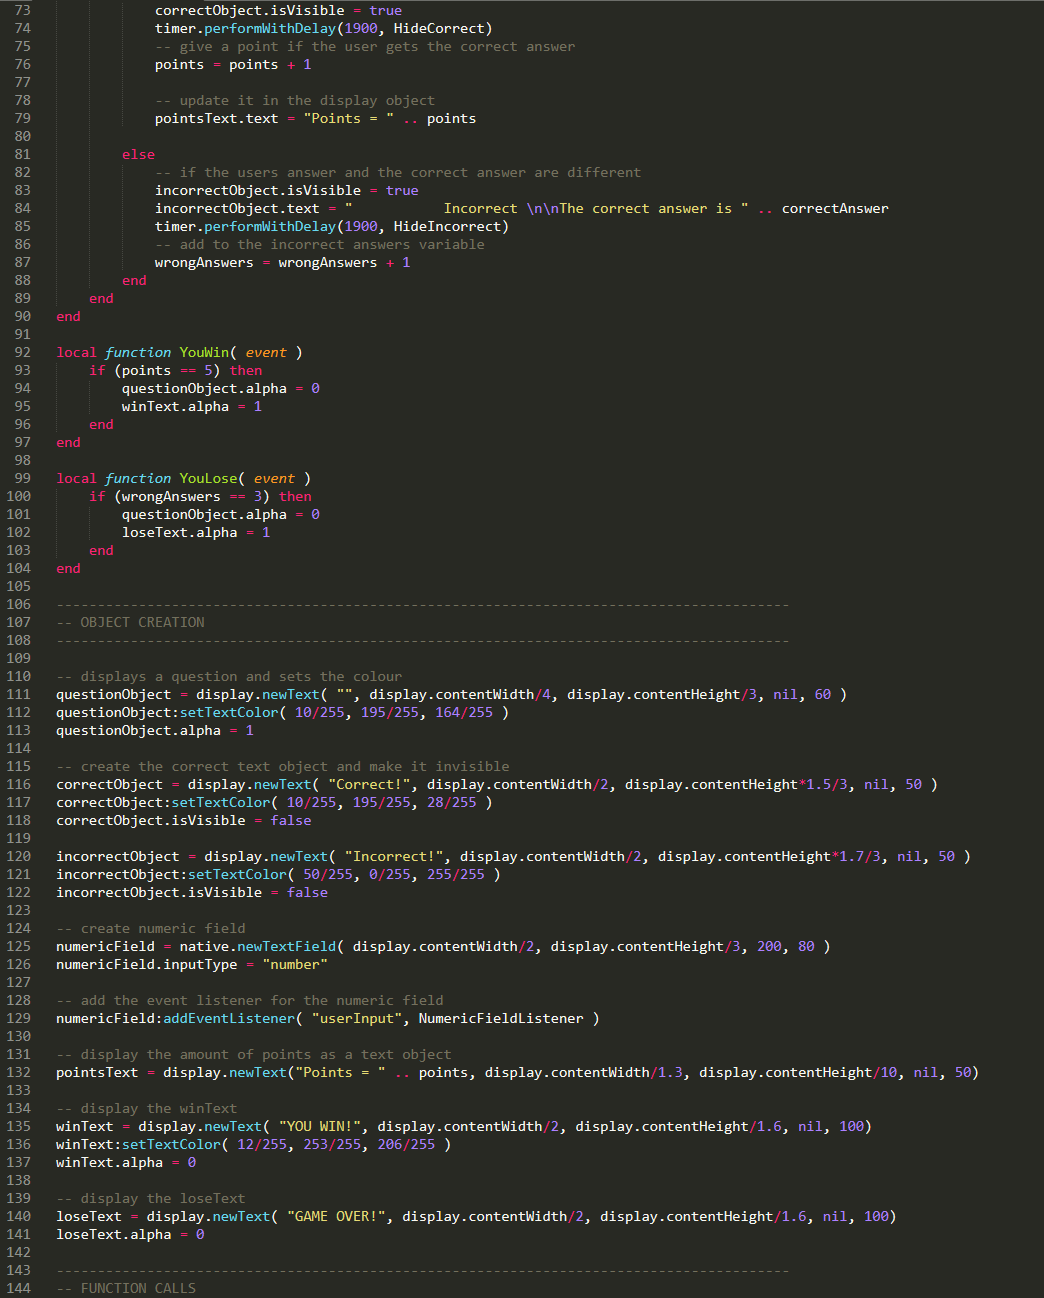 73 correctObject.isVisible = true
74 timer.performWithDelay(1900, HideCorrect)
75 -- give a point if the user gets the correct answer
76 points = points + 1
77
78 -- update it in the display object
79 pointsText.text = "Points = " .. points
80
81 else
82 -- if the users answer and the correct answer are different
83 incorrectObject.isVisible = true
84 incorrectObject.text = "           Incorrect \n\nThe correct answer is " .. correctAnswer
85 timer.performWithDelay(1900, HideIncorrect)
86 -- add to the incorrect answers variable
87 wrongAnswers = wrongAnswers + 1
88 end
89 end
90 end
91
92 local function YouWin( event )
93 if (points == 5) then
94 questionObject.alpha = 0
95 winText.alpha = 1
96 end
97 end
98
99 local function YouLose( event )
100 if (wrongAnswers == 3) then
101 questionObject.alpha = 0
102 loseText.alpha = 1
103 end
104 end
105
106 -----------------------------------------------------------------------------------------
107 -- OBJECT CREATION
108 -----------------------------------------------------------------------------------------
109
110 -- displays a question and sets the colour
111 questionObject = display.newText( "", display.contentWidth/4, display.contentHeight/3, nil, 60 )
112 questionObject:setTextColor( 10/255, 195/255, 164/255 )
113 questionObject.alpha = 1
114
115 -- create the correct text object and make it invisible
116 correctObject = display.newText( "Correct!", display.contentWidth/2, display.contentHeight*1.5/3, nil, 50 )
117 correctObject:setTextColor( 10/255, 195/255, 28/255 )
118 correctObject.isVisible = false
119
120 incorrectObject = display.newText( "Incorrect!", display.contentWidth/2, display.contentHeight*1.7/3, nil, 50 )
121 incorrectObject:setTextColor( 50/255, 0/255, 255/255 )
122 incorrectObject.isVisible = false
123
124 -- create numeric field
125 numericField = native.newTextField( display.contentWidth/2, display.contentHeight/3, 200, 80 )
126 numericField.inputType = "number"
127
128 -- add the event listener for the numeric field
129 numericField:addEventListener( "userInput", NumericFieldListener )
130
131 -- display the amount of points as a text object
132 pointsText = display.newText("Points = " .. points, display.contentWidth/1.3, display.contentHeight/10, nil, 50)
133
134 -- display the winText
135 winText = display.newText( "YOU WIN!", display.contentWidth/2, display.contentHeight/1.6, nil, 100)
136 winText:setTextColor( 12/255, 253/255, 206/255 )
137 winText.alpha = 0
138
139 -- display the loseText
140 loseText = display.newText( "GAME OVER!", display.contentWidth/2, display.contentHeight/1.6, nil, 100)
141 loseText.alpha = 0
142
143 -----------------------------------------------------------------------------------------
144 -- FUNCTION CALLS